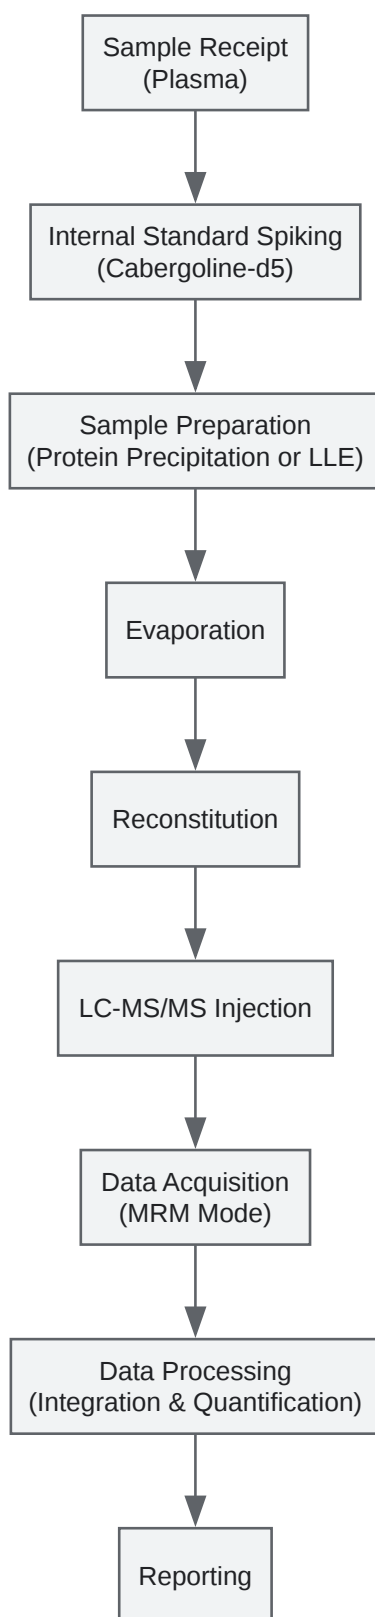 Sample Receipt
(Plasma)
Internal Standard Spiking
(Cabergoline-d5)
Sample Preparation
(Protein Precipitation or LLE)
Evaporation
Reconstitution
LC-MS/MS Injection
Data Acquisition
(MRM Mode)
Data Processing
(Integration & Quantification)
Reporting